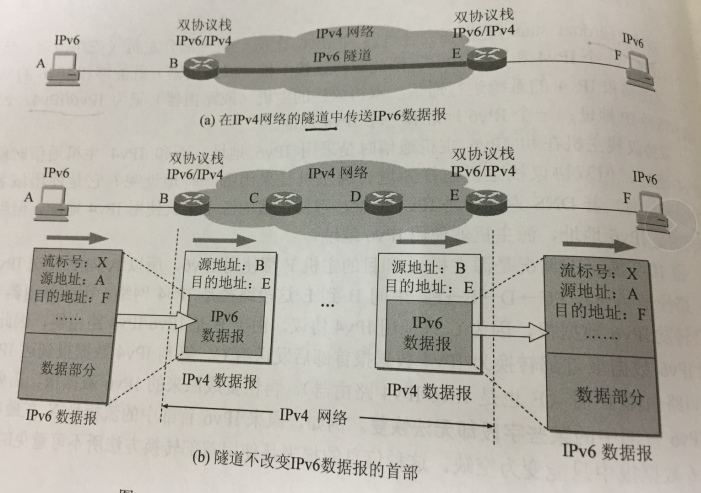 双协议栈
IPv6/IPv4
IPv4 网络
双协议栈
IPv6/IPv4
IPv6
A
B
IPv6 隧道
E
IPv6
F
(a) 在IPv4网络的隧道中传送IPv6数据报
双协议栈
IPv6/IPv4
IPv4 网络
双协议栈
IPv6/IPv4
IPv6
A
B
C
D
E
IPv6
F
流标号：X
源地址：A
目的地址：F
……
数据部分
IPv6 数据报
源地址：B
目的地址：E
IPv6
数据报
IPv4 数据报
...
源地址：B
目的地址：E
IPv6
数据报
IPv4 数据报
流标号：X
源地址：A
目的地址：F
……
数据部分
IPv6 数据报
IPv4 网络
(b) 隧道不改变IPv6数据报的首部